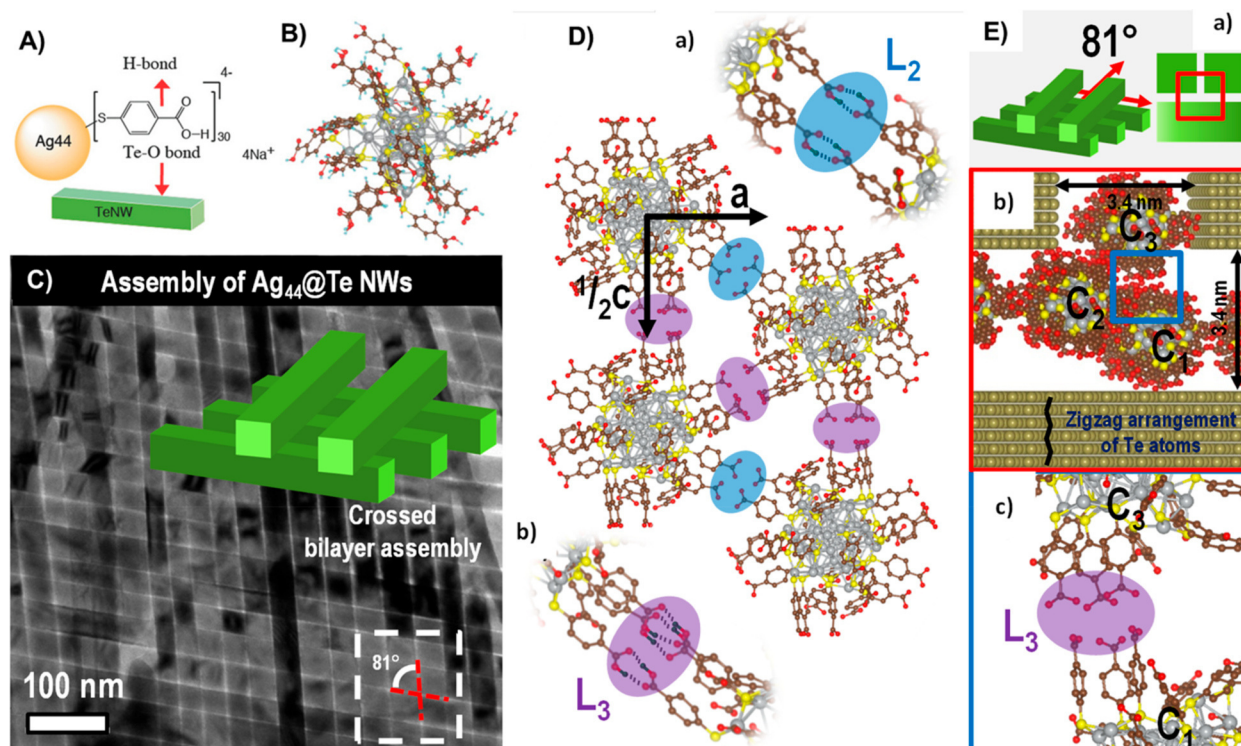 A)
H-bond
Ag44
S
O
O-H
30
4-
4Na+
Te-O bond
TeNW
B)
C)
Assembly of Ag44@Te NWs
Crossed
bilayer assembly
81°
100 nm
D)
a)
L2
a
1/2c
b)
L3
E)
81°
a)
b)
3.4 nm
C3
C2
C1
3.4 nm
Zigzag arrangement
of Te atoms
c)
C3
L3
C1